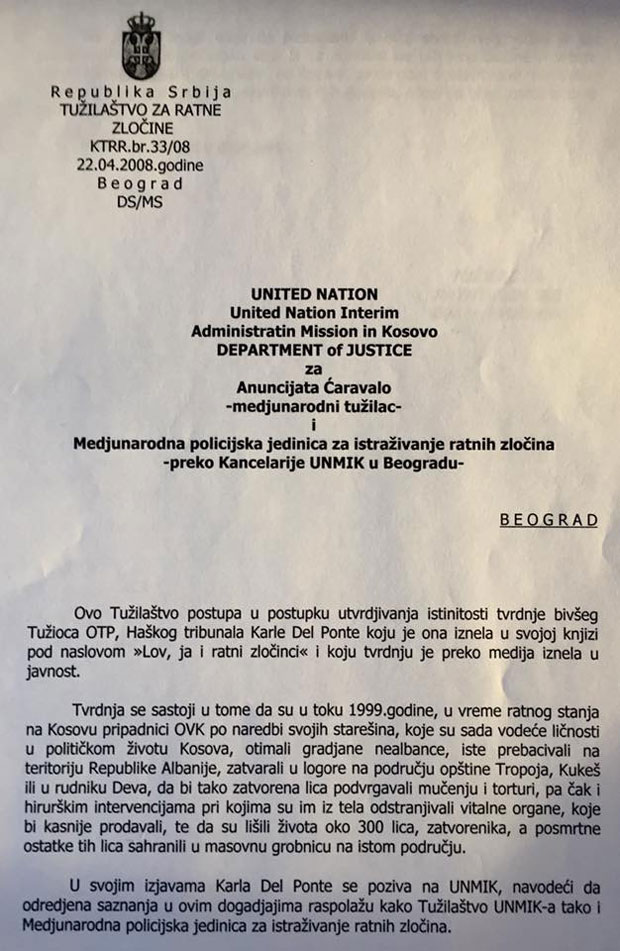 Republika Srbija
TUŽILAŠTVO ZA RATNE
ZLOČINE
KTRR.br.33/08
22.04.2008.godine
Beograd
DS/MS
UNITED NATION
United Nation Interim
Administratin Mission in Kosovo
DEPARTMENT of JUSTICE
za
Anuncijata Ćaravalo
-medjunarodni tužilac-
i
Medjunarodna policijska jedinica za istraživanje ratnih zločina
-preko Kancelarije UNMIK u Beogradu-
BEOGRAD
Ovo Tužilaštvo postupa u postupku utvrdjivanja istinitosti tvrdnje bivšeg
Tužioca OTP, Haškog tribunala Karle Del Ponte koju je ona iznela u svojoj knjizi
pod naslovom »Lov, ja i ratni zločinci« i koju tvrdnju je preko medija iznela u
javnost.
Tvrdnja se sastoji u tome da su u toku 1999.godine, u vreme ratnog stanja
na Kosovu pripadnici OVK po naredbi svojih starešina, koje su sada vodeće ličnosti
u političkom životu Kosova, otimali gradjane nealbance, iste prebacivali na
teritoriju Republike Albanije, zatvarali u logore na području opštine Tropoja, Kukeš
ili u rudniku Deva, da bi tako zatvorena lica podvrgavali mučenju i torturi, pa čak i
hirurškim intervencijama pri kojima su im iz tela odstranjivali vitalne organe, koje
bi kasnije prodavali, te da su lišili života oko 300 lica, zatvorenika, a posmrtne
ostatke tih lica sahranili u masovnu grobnicu na istom području.
U svojim izjavama Karla Del Ponte se poziva na UNMIK, navodeći da
odredjena saznanja u ovim dogadjajima raspolažu kako Tužilaštvo UNMIK-a tako i
Medjunarodna policijska jedinica za istraživanje ratnih zločina.